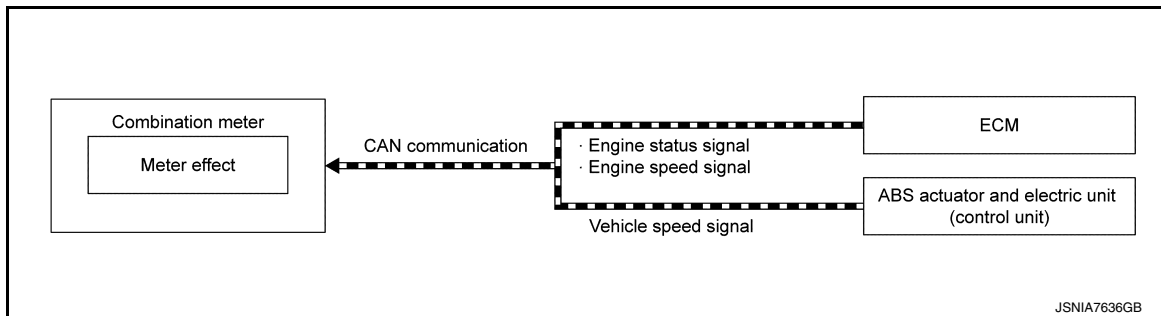 Combination meter
Meter effect
CAN communication
· Engine status signal
· Engine speed signal
Vehicle speed signal
ECM
ABS actuator and electric unit
(control unit)
JSNIA7636GB